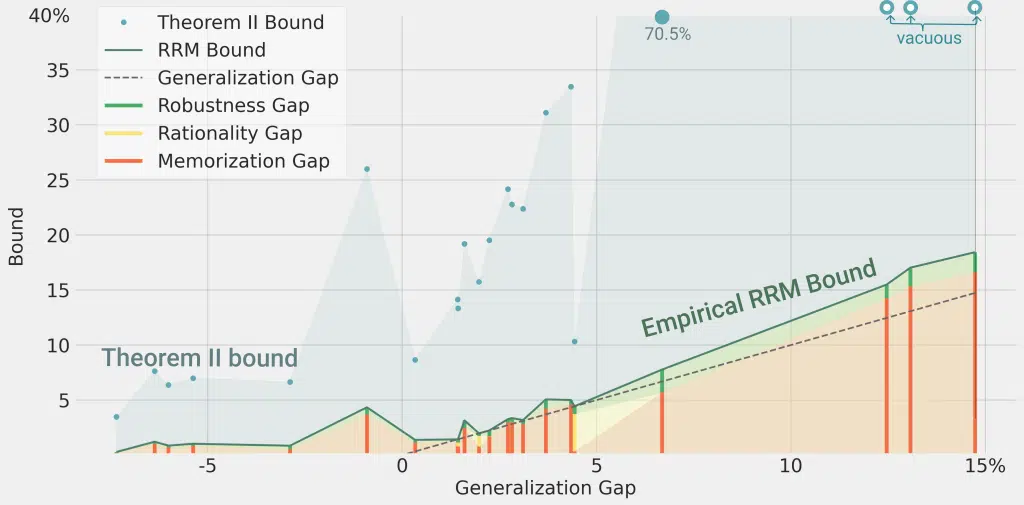 40%
35
30
25
20
15
10
5
Bound
Theorem II Bound
RRM Bound
Generalization Gap
Robustness Gap
Rationality Gap
Memorization Gap
70.5%
vacuous
Empirical RRM Bound
Theorem II bound
-5 0 5 10 15%
Generalization Gap